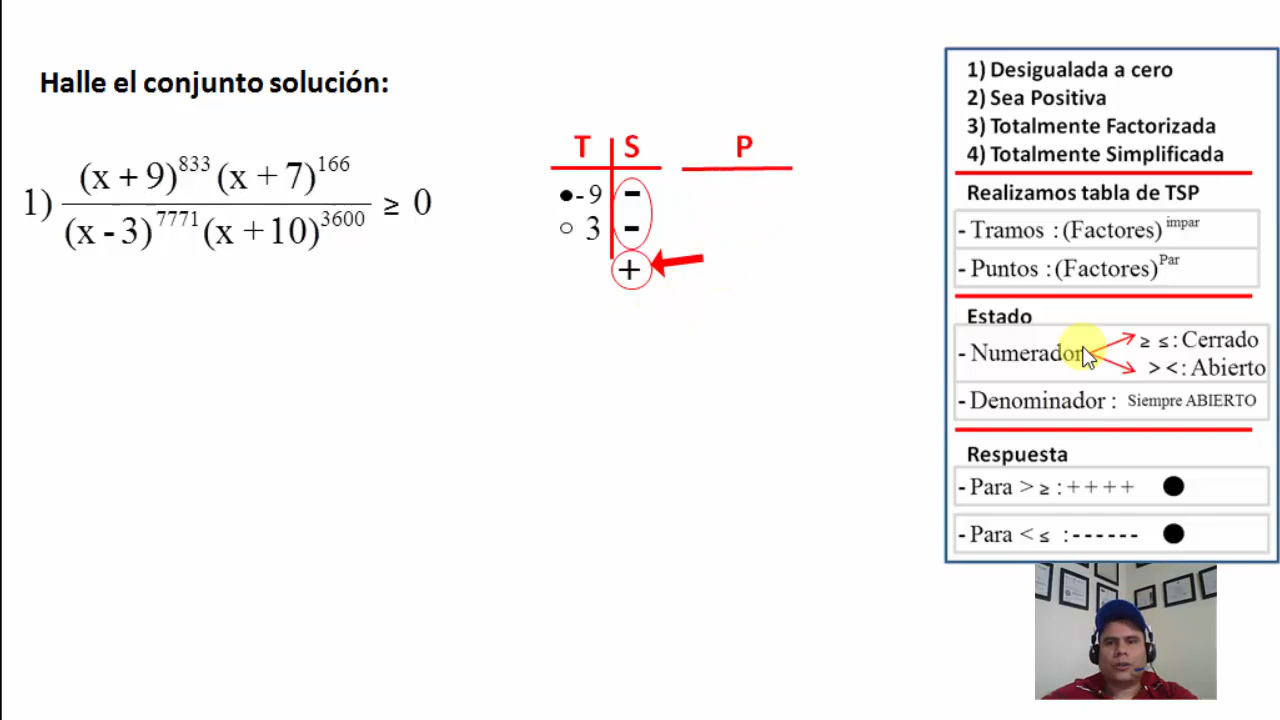 Halle el conjunto solución:
1) (x + 9)^833 (x + 7)^166 / (x - 3)^7771 (x + 10)^3600 ≥ 0
T S P
● - 9 -
○ 3 -
+
1) Desigualada a cero
2) Sea Positiva
3) Totalmente Factorizada
4) Totalmente Simplificada
Realizamos tabla de TSP
- Tramos : (Factores)^impar
- Puntos : (Factores)^Par
Estado
- Numerador
≥ ≤ : Cerrado
> < : Abierto
- Denominador : Siempre ABIERTO
Respuesta
- Para > ≥ : + + + + ●
- Para < ≤ : - - - - - - ●